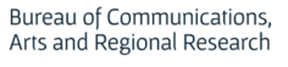 Bureau of Communications,
Arts and Regional Research